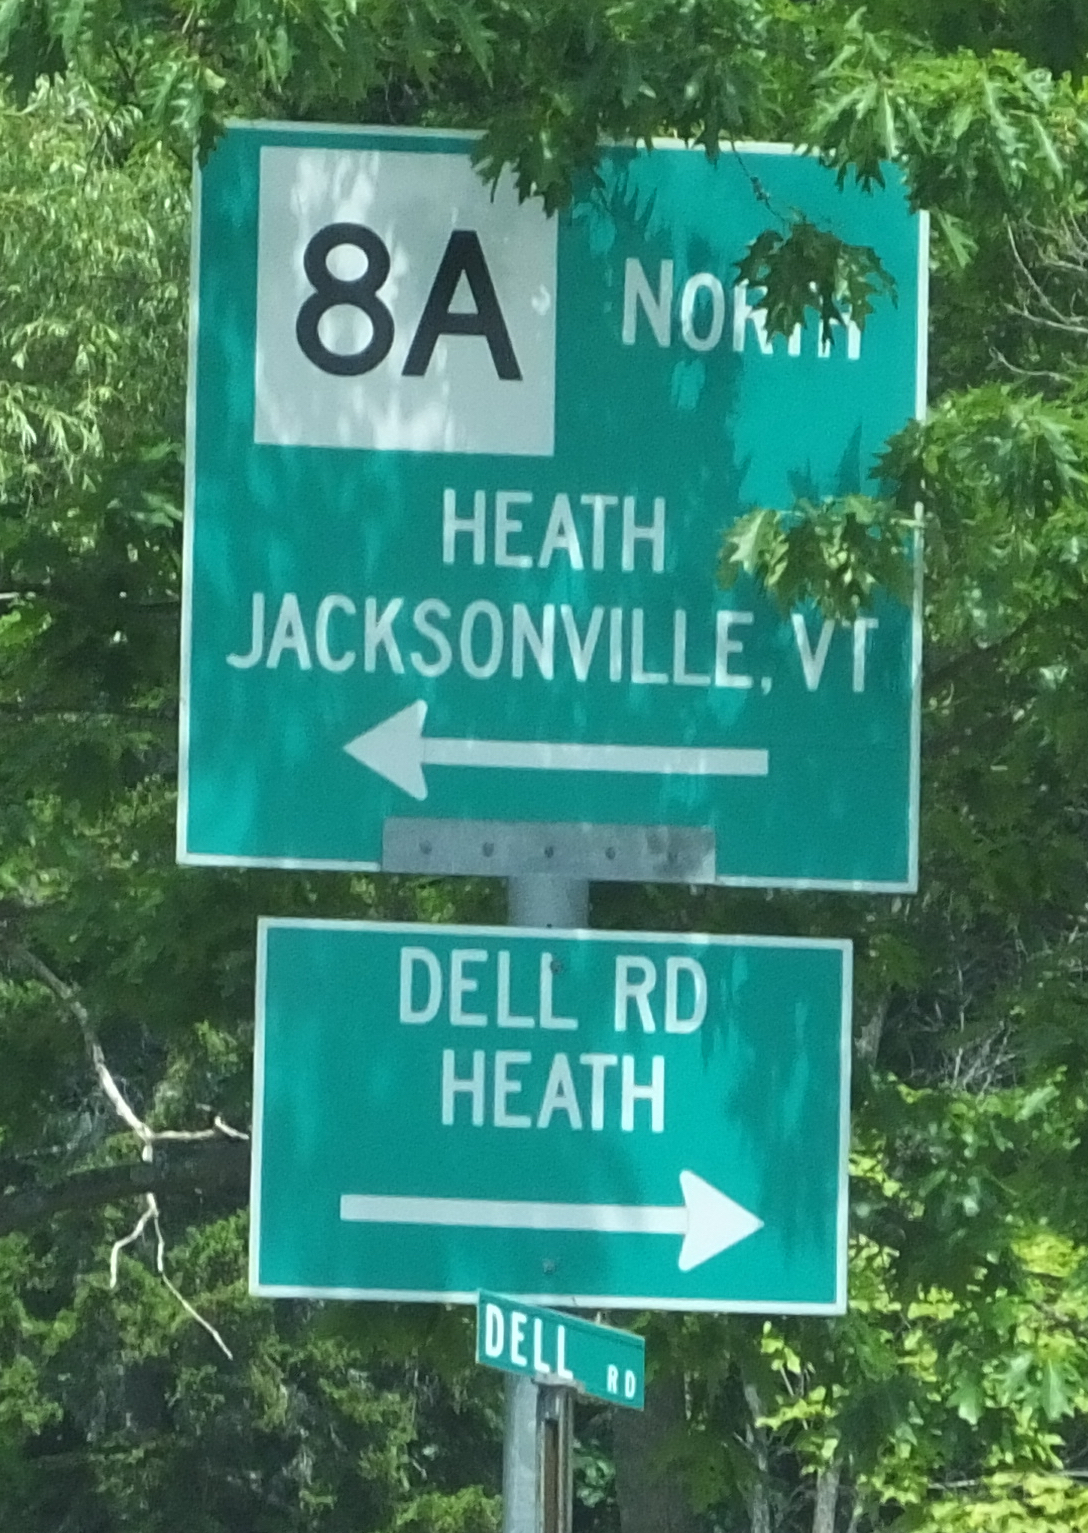 8A NORTH
HEATH
JACKSONVILLE, VT
DELL RD
HEATH
DELL RD